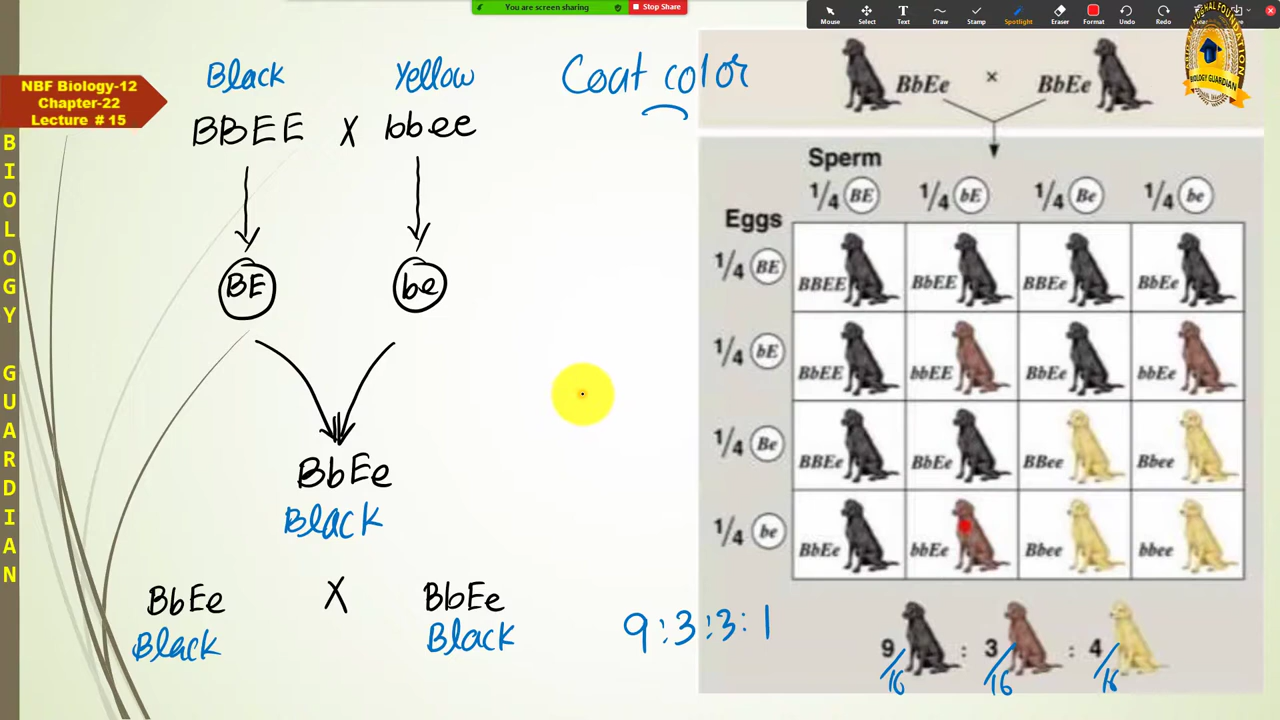 You are screen sharing
Stop Share
Mouse Select Text Draw Stamp Spotlight Eraser Format Undo Redo
BIOLOGY GUARDIAN
NBF Biology-12
Chapter-22
Lecture # 15
BIOLOGY GUARDIAN
Black Yellow Coat color
BBEE X bbee
BE be
BbEe
Black
BbEe X BbEe
Black Black
9:3:3:1
BbEe × BbEe
Sperm
1/4 BE 1/4 bE 1/4 Be 1/4 be
Eggs
1/4 BE BBEE BbEE BBEe BbEe
1/4 bE BbEE bbEE BbEe bbEe
1/4 Be BBEe BbEe BBee Bbee
1/4 be BbEe bbEe Bbee bbee
9 : 3 : 4
/16 /16 /16